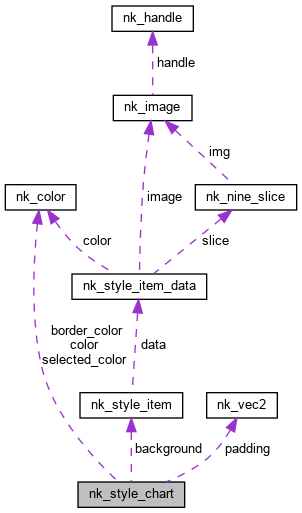 nk_handle
handle
nk_image
img
nk_color
image
nk_nine_slice
color
slice
nk_style_item_data
border_color
color
selected_color
data
nk_style_item
nk_vec2
background
padding
nk_style_chart